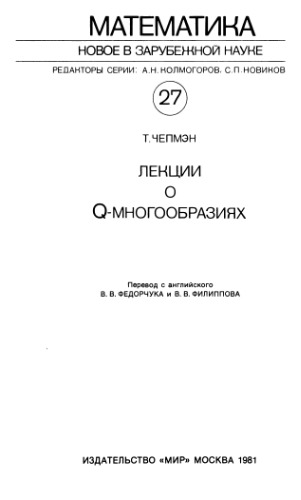 МАТЕМАТИКА
НОВОЕ В ЗАРУБЕЖНОЙ НАУКЕ
РЕДАКТОРЫ СЕРИИ: А.Н. КОЛМОГОРОВ, С.П. НОВИКОВ
27
Т. ЧЕПМЭН
ЛЕКЦИИ
О
Q-МНОГООБРАЗИЯХ
Перевод с английского
В. В. ФЕДОРЧУКА и В. В. ФИЛИППОВА
ИЗДАТЕЛЬСТВО «МИР» МОСКВА 1981